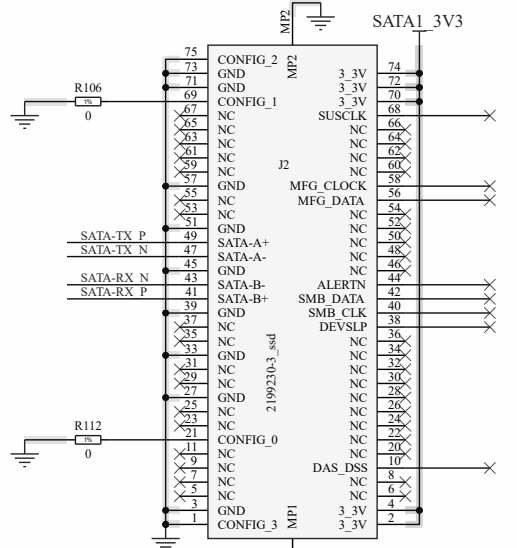 MP2
SATA1_3V3
75 CONFIG_2 MP2
73 GND 3_3V 74
71 GND 3_3V 72
R106 1% 0
69 CONFIG_1 3_3V 70
67 NC SUSCLK 68
65 NC NC 66
63 NC NC 64
61 NC NC 62
59 NC J2 NC 60
57 GND MFG_CLOCK 58
55 NC MFG_DATA 56
53 NC NC 54
51 GND NC 52
SATA-TX_P 49 SATA-A+ NC 50
SATA-TX_N 47 SATA-A- NC 48
45 GND NC 46
SATA-RX_N 43 SATA-B- ALERTN 44
SATA-RX_P 41 SATA-B+ SMB_DATA 42
39 GND SMB_CLK 40
37 NC DEVSLP 38
35 NC NC 36
33 GND NC 34
31 NC NC 32
29 NC NC 30
27 GND NC 28
25 NC NC 26
23 NC NC 24
2199230-3_ssd
R112 1% 0
21 CONFIG_0 NC 22
11 NC NC 20
9 NC DAS_DSS 10
7 NC NC 8
5 NC NC 6
3 GND 3_3V 4
1 CONFIG_3 3_3V 2
MP1